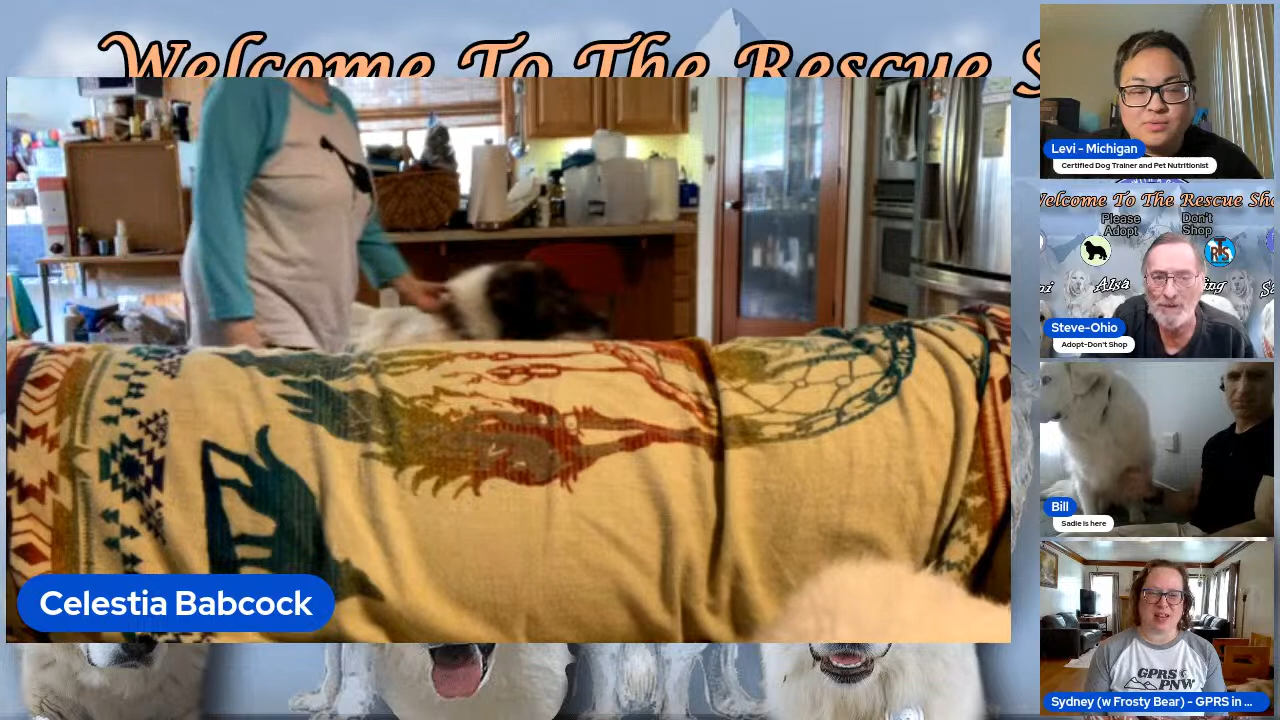 Welcome To The Rescue S
Celestia Babcock
Levi - Michigan
Certified Dog Trainer and Pet Nutritionist
Welcome To The Rescue Sho
Please
Adopt
Don't
Shop
Alsa
ing
Steve-Ohio
Adopt-Don't Shop
Bill
Sadie is here
GPRS
PNW
Sydney (w Frosty Bear) - GPRS in ...